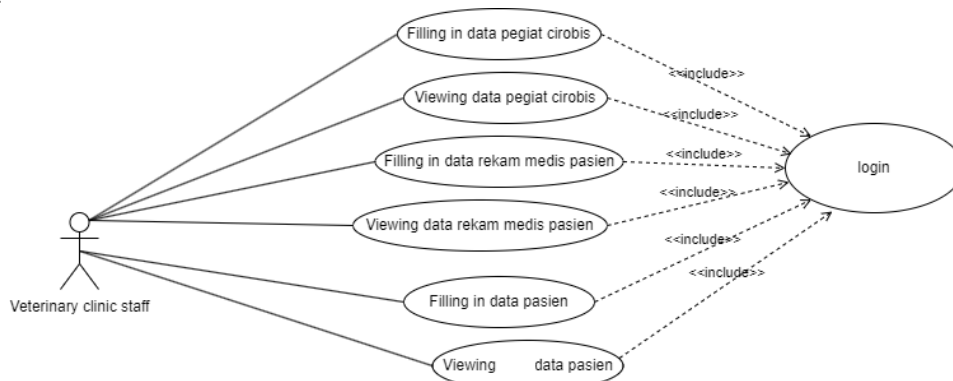 Filling in data pegiat cirobis
<<include>>
Viewing data pegiat cirobis
<<include>>
Filling in data rekam medis pasien
<<include>>
login
<<include>>
Viewing data rekam medis pasien
<<include>>
<<include>>
Filling in data pasien
Veterinary clinic staff
Viewing data pasien